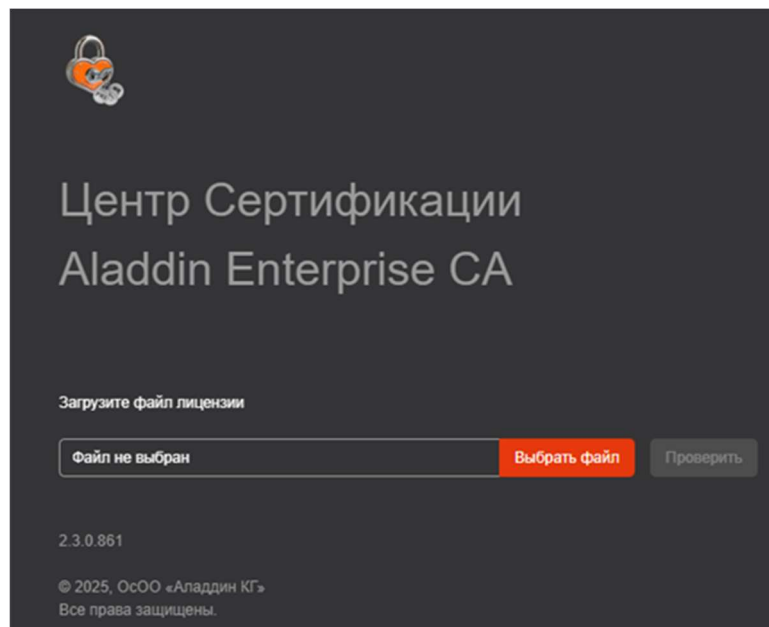 Центр Сертификации
Aladdin Enterprise CA
Загрузите файл лицензии
Файл не выбран Выбрать файл Проверить
2.3.0.861
© 2025, ОсОО «Аладдин КГ»
Все права защищены.